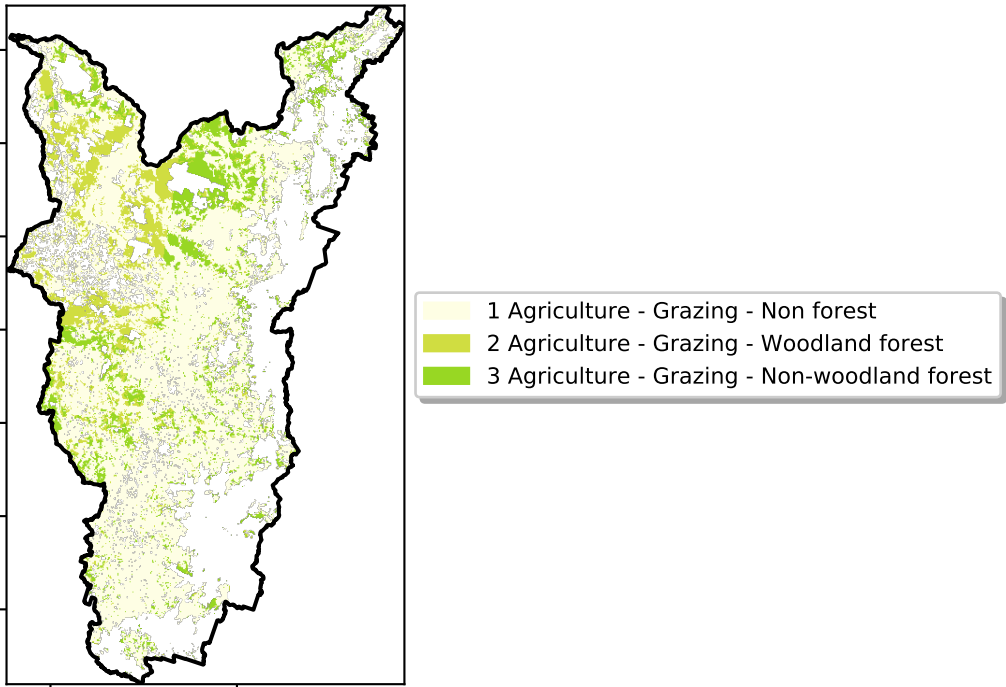 1 Agriculture - Grazing - Non forest
2 Agriculture - Grazing - Woodland forest
3 Agriculture - Grazing - Non-woodland forest